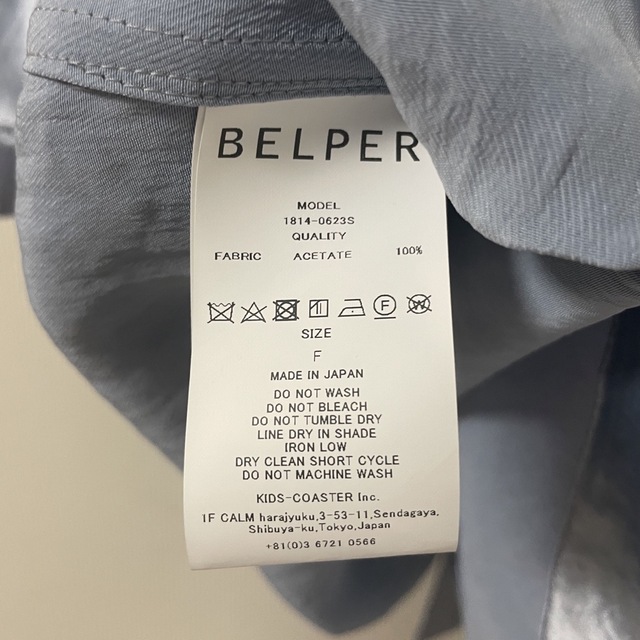 BELPER
MODEL
1814-0623S
QUALITY
FABRIC ACETATE 100%
SIZE
F
MADE IN JAPAN
DO NOT WASH
DO NOT BLEACH
DO NOT TUMBLE DRY
LINE DRY IN SHADE
IRON LOW
DRY CLEAN SHORT CYCLE
DO NOT MACHINE WASH
KIDS-COASTER Inc.
1F CALM harajyuku,3-53-11,Sendagaya,
Shibuya-ku,Tokyo,Japan
+81(0)3 6721 0566